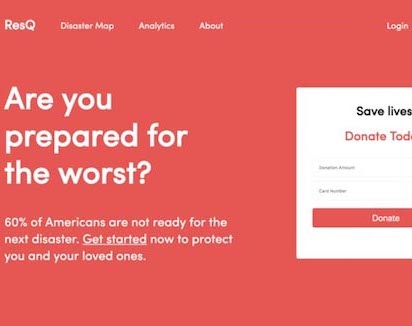 ResQ Disaster Map Analytics About Login
Are you
prepared for
the worst?
60% of Americans are not ready for the
next disaster. Get started now to protect
you and your loved ones.
Save lives
Donate Toda
Donation Amount
Card Number
Donate